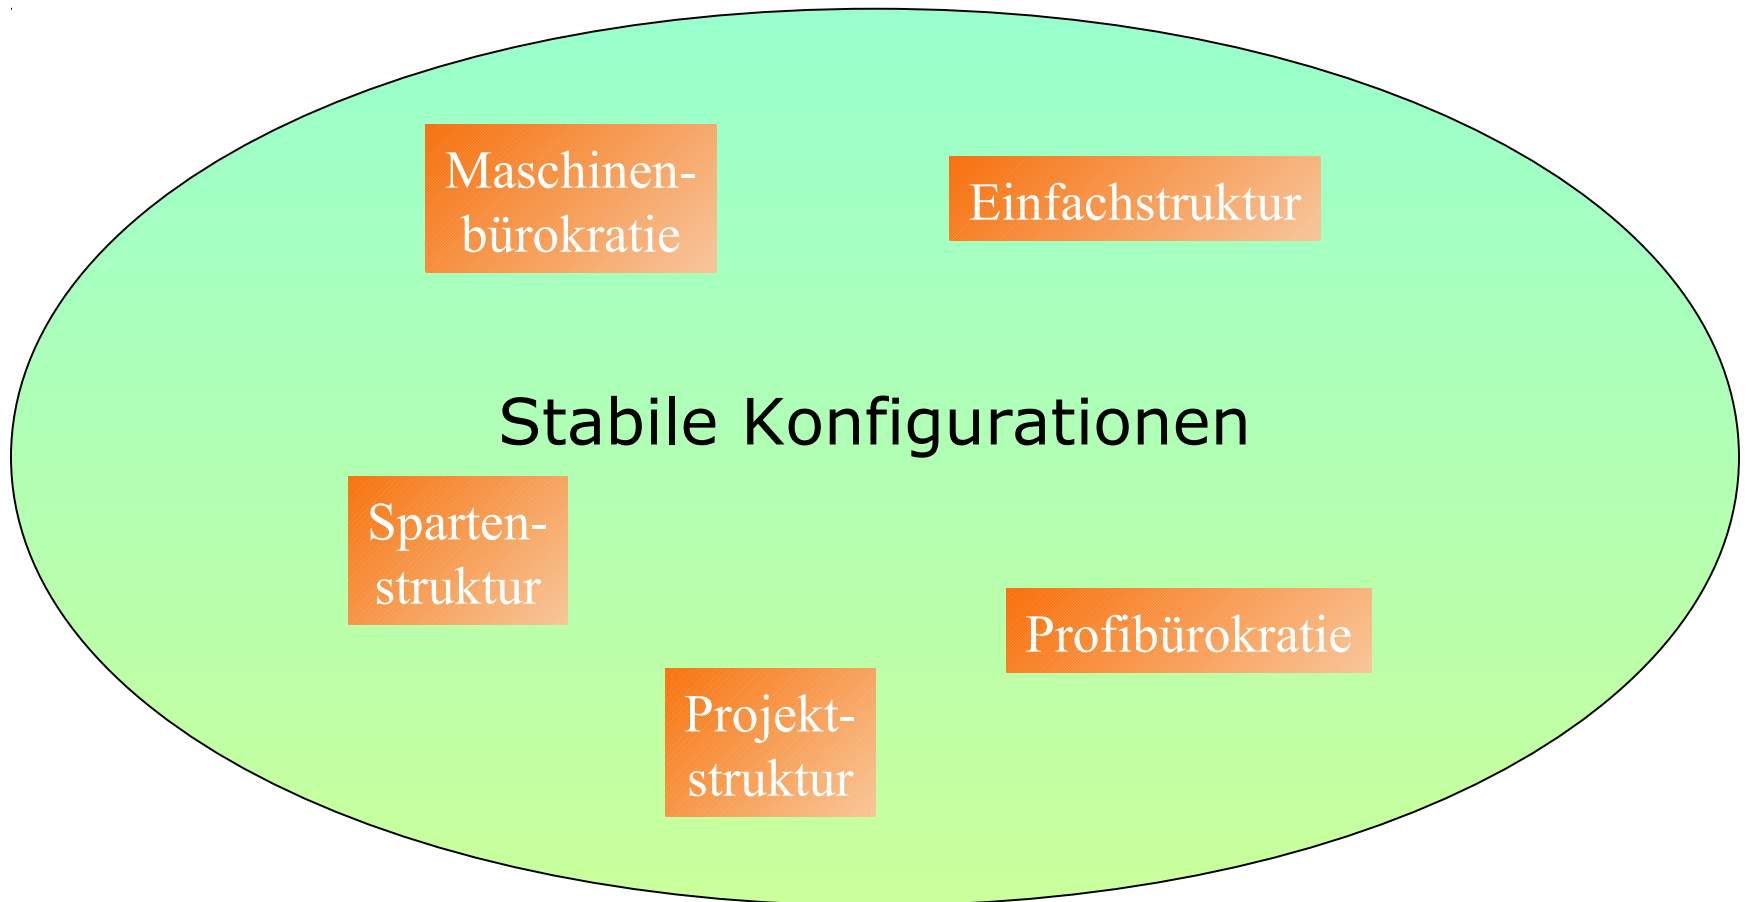 Maschinen-
bürokratie
Einfachstruktur
Stabile Konfigurationen
Sparten-
struktur
Profibürokratie
Projekt-
struktur